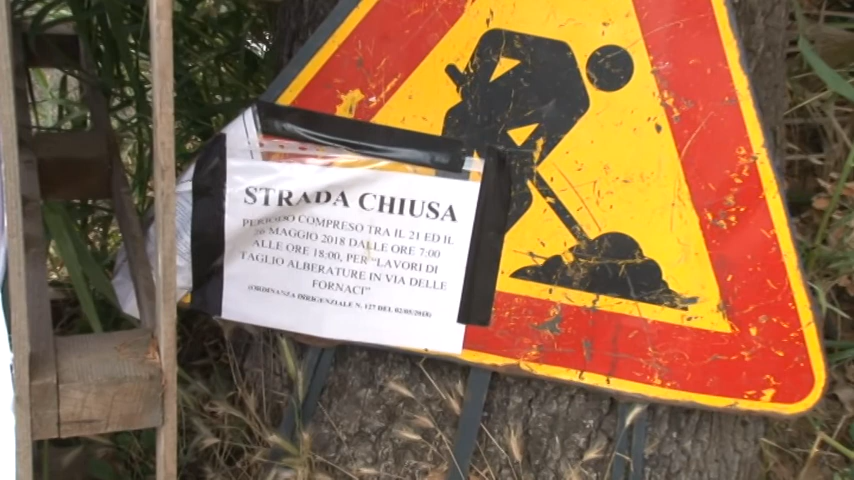 STRADA CHIUSA
PERIODO COMPRESO TRA IL 21 ED IL
26 MAGGIO 2018 DALLE ORE 7:00
ALLE ORE 18:00, PER "LAVORI DI
TAGLIO ALBERATURE IN VIA DELLE
FORNACI"
(ORDINANZA DIRIGENZIALE N. 127 DEL 02/05/2018)